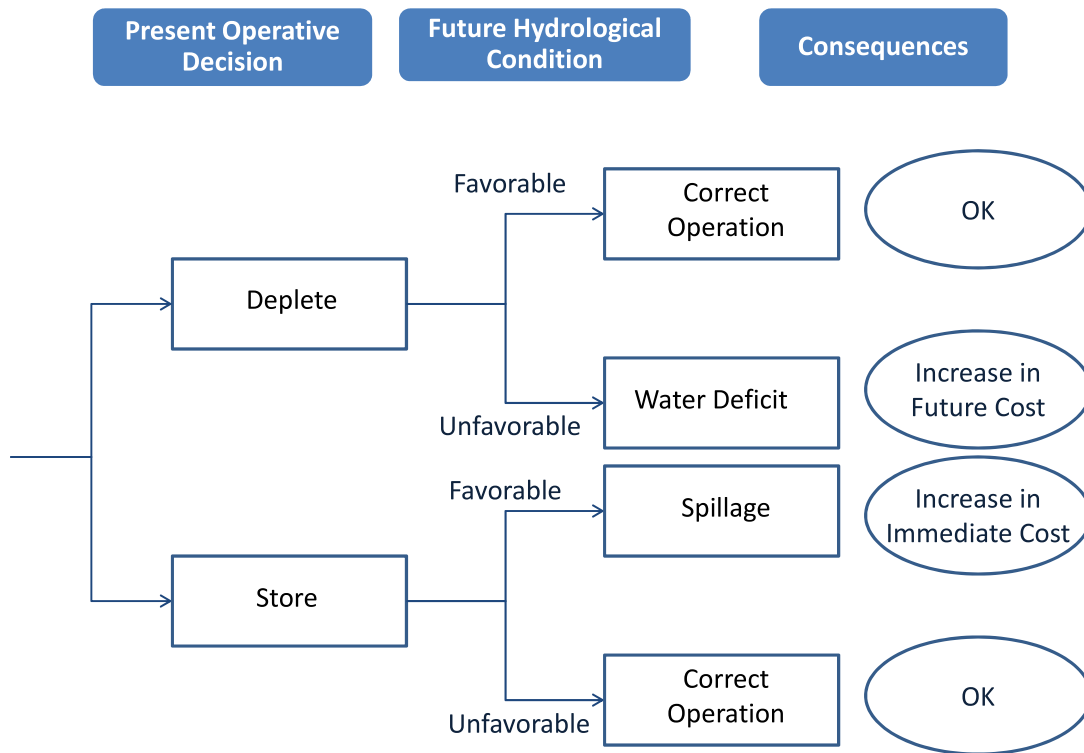 Present Operative
Decision
Future Hydrological
Condition
Consequences
Favorable
Correct
Operation
OK
Deplete
Unfavorable
Water Deficit
Increase in
Future Cost
Favorable
Spillage
Increase in
Immediate Cost
Store
Unfavorable
Correct
Operation
OK